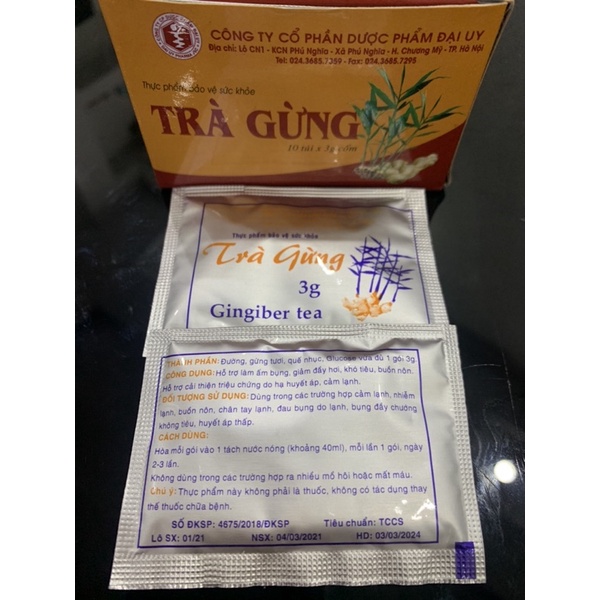 CÔNG TY CỔ PHẦN DƯỢC PHẨM ĐẠI UY
Địa chỉ: Lô CN1 - KCN Phú Nghĩa - Xã Phú Nghĩa - H. Chương Mỹ - TP. Hà Nội
Tel: 024.3685.7359 - Fax: 024.3685.7295
Thực phẩm bảo vệ sức khỏe
TRÀ GỪNG
10 túi x 3g cốm
Thực phẩm bảo vệ sức khỏe
Trà Gừng
3g
Gingiber tea
THÀNH PHẦN: Đường, gừng tươi, quế nhục, Glucose vừa đủ 1 gói 3g.
CÔNG DỤNG: Hỗ trợ làm ấm bụng, giảm đầy hơi, khó tiêu, buồn nôn.
Hỗ trợ cải thiện triệu chứng do hạ huyết áp, cảm lạnh.
ĐỐI TƯỢNG SỬ DỤNG: Dùng trong các trường hợp cảm lạnh, nhiễm
lạnh, buồn nôn, chân tay lạnh, đau bụng do lạnh, bụng đầy chướng
không tiêu, huyết áp thấp.
CÁCH DÙNG:
Hòa mỗi gói vào 1 tách nước nóng (khoảng 40ml), mỗi lần 1 gói, ngày
2-3 lần.
Không dùng trong các trường hợp ra nhiều mồ hôi hoặc mất máu.
Chú ý: Thực phẩm này không phải là thuốc, không có tác dụng thay
thế thuốc chữa bệnh.
SỐ ĐKSP: 4675/2018/ĐKSP Tiêu chuẩn: TCCS
Lô SX: 01/21 NSX: 04/03/2021 HD: 03/03/2024